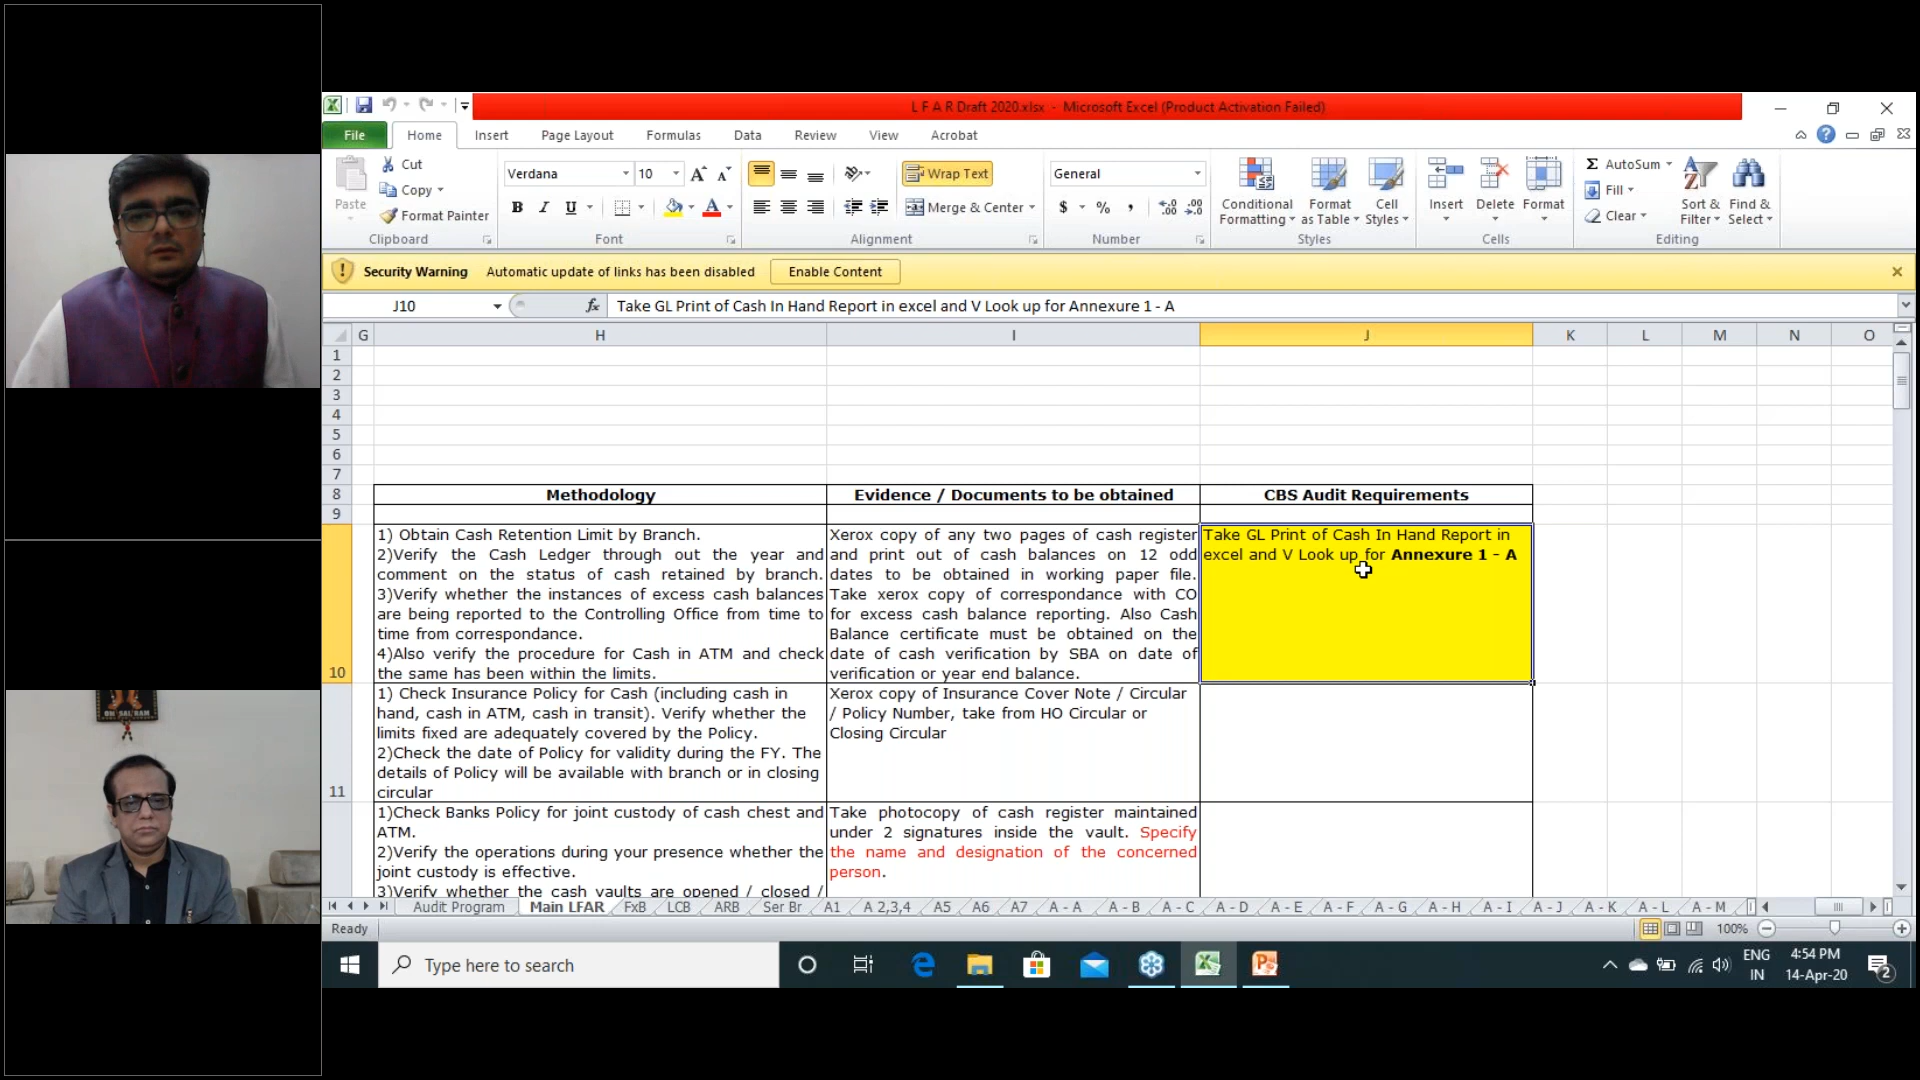 L F A R Draft 2020.xlsx - Microsoft Excel (Product Activation Failed)
File Home Insert Page Layout Formulas Data Review View Acrobat
Paste
Cut
Copy
Format Painter
Clipboard
Verdana 10
B I U
Font
Wrap Text
Merge & Center
Alignment
General
$ % ,
Number
Conditional Formatting
Format as Table
Cell Styles
Styles
Insert Delete Format
Cells
AutoSum
Fill
Clear
Sort & Filter
Find & Select
Editing
Security Warning Automatic update of links has been disabled Enable Content
J10 fx Take GL Print of Cash In Hand Report in excel and V Look up for Annexure 1 - A
G H I J K L M N O
1
2
3
4
5
6
7
8
9
10
11
Methodology
1) Obtain Cash Retention Limit by Branch.
2)Verify the Cash Ledger through out the year and
comment on the status of cash retained by branch.
3)Verify whether the instances of excess cash balances
are being reported to the Controlling Office from time to
time from correspondance.
4)Also verify the procedure for Cash in ATM and check
the same has been within the limits.
1) Check Insurance Policy for Cash (including cash in
hand, cash in ATM, cash in transit). Verify whether the
limits fixed are adequately covered by the Policy.
2)Check the date of Policy for validity during the FY. The
details of Policy will be available with branch or in closing
circular
1)Check Banks Policy for joint custody of cash chest and
ATM.
2)Verify the operations during your presence whether the
joint custody is effective.
3)Verify whether the cash vaults are opened / closed /
Evidence / Documents to be obtained
Xerox copy of any two pages of cash register
and print out of cash balances on 12 odd
dates to be obtained in working paper file.
Take xerox copy of correspondance with CO
for excess cash balance reporting. Also Cash
Balance certificate must be obtained on the
date of cash verification by SBA on date of
verification or year end balance.
Xerox copy of Insurance Cover Note / Circular
/ Policy Number, take from HO Circular or
Closing Circular
Take photocopy of cash register maintained
under 2 signatures inside the vault. Specify
the name and designation of the concerned
person.
CBS Audit Requirements
Take GL Print of Cash In Hand Report in
excel and V Look up for Annexure 1 - A
Audit Program Main LFAR FxB LCB ARB Ser Br A1 A 2,3,4 A5 A6 A7 A - A A - B A - C A - D A - E A - F A - G A - H A - I A - J A - K A - L A - M
Ready 100%
Type here to search
ENG
IN
4:54 PM
14-Apr-20
2